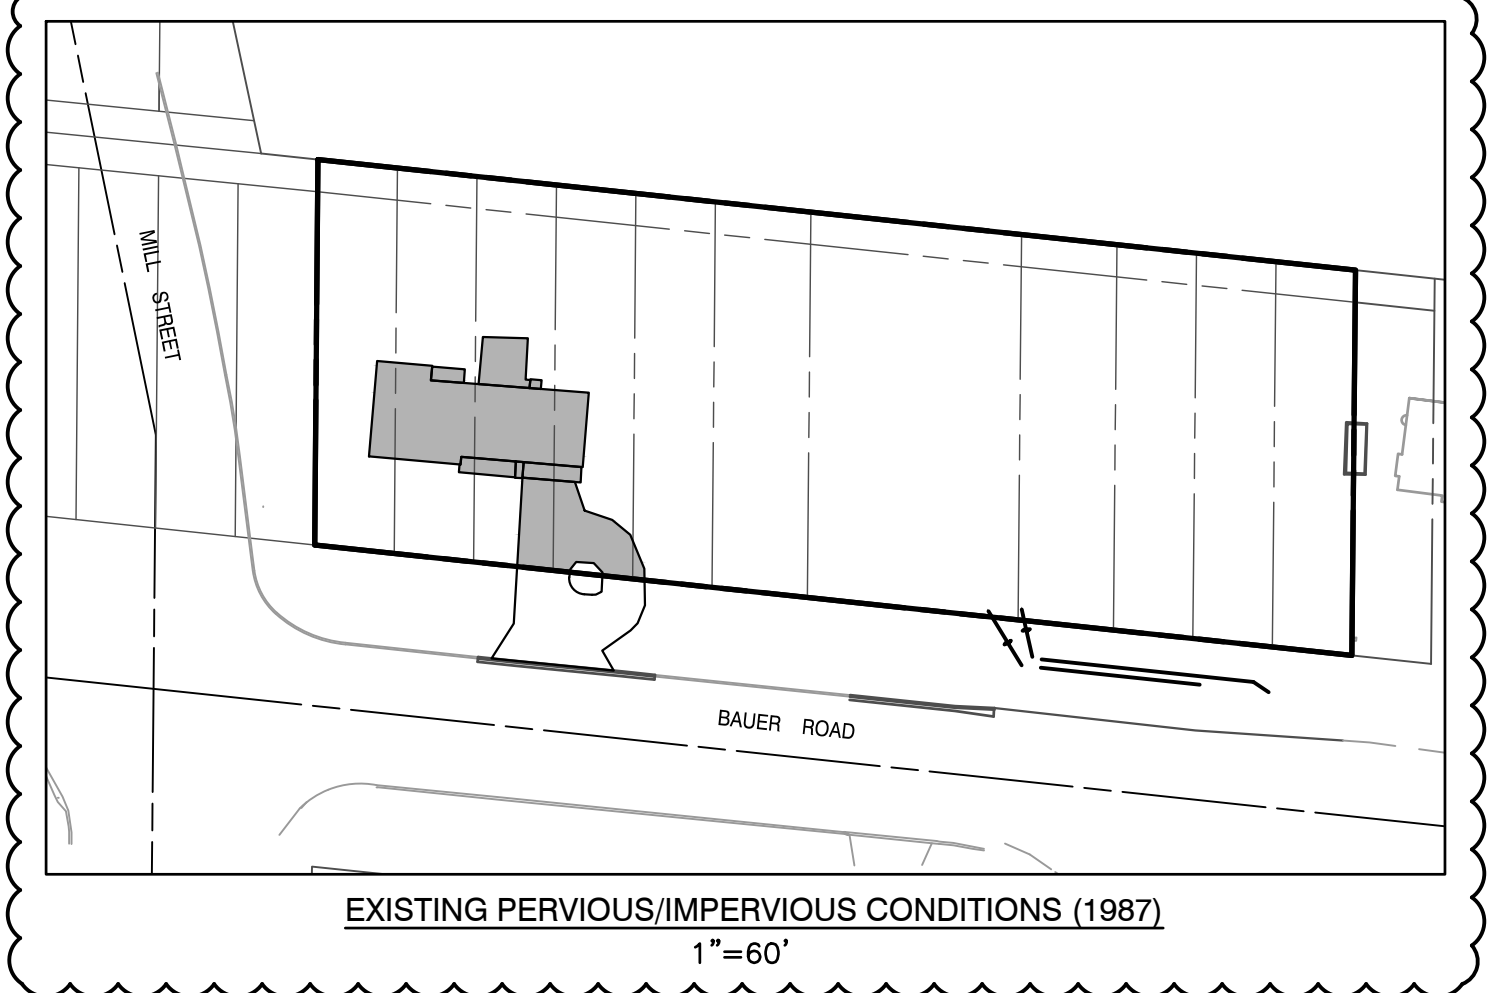 MILL STREET
BAUER ROAD
EXISTING PERVIOUS/IMPERVIOUS CONDITIONS (1987)
1"=60'